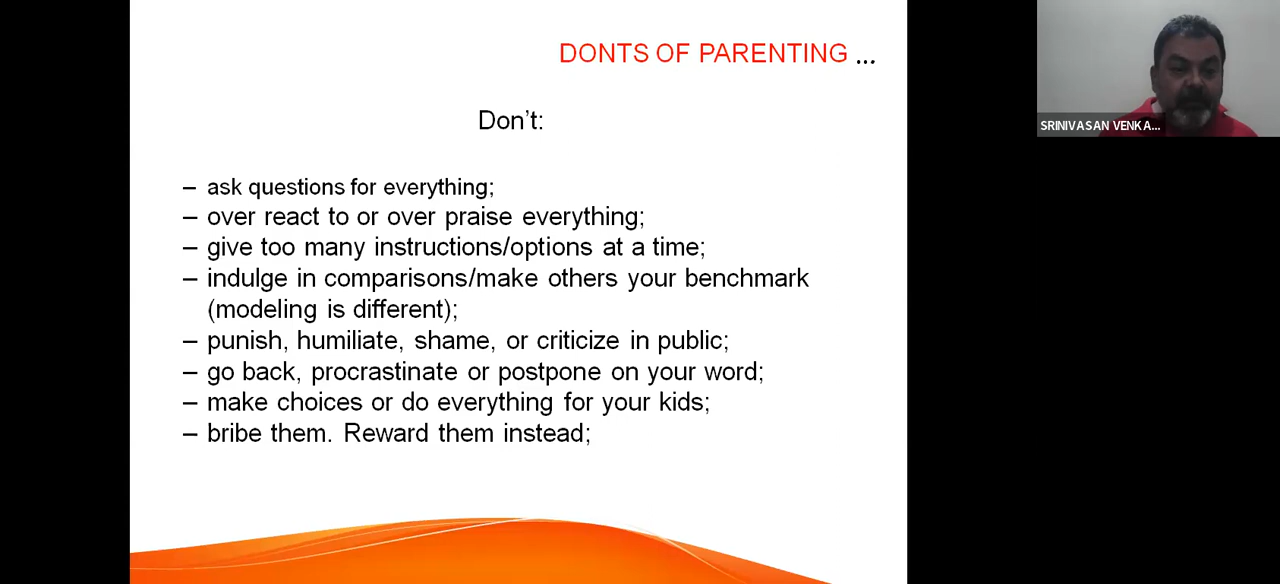 DONTS OF PARENTING ...
Don't:
– ask questions for everything;
– over react to or over praise everything;
– give too many instructions/options at a time;
– indulge in comparisons/make others your benchmark
(modeling is different);
– punish, humiliate, shame, or criticize in public;
– go back, procrastinate or postpone on your word;
– make choices or do everything for your kids;
– bribe them. Reward them instead;
SRINIVASAN VENKA...